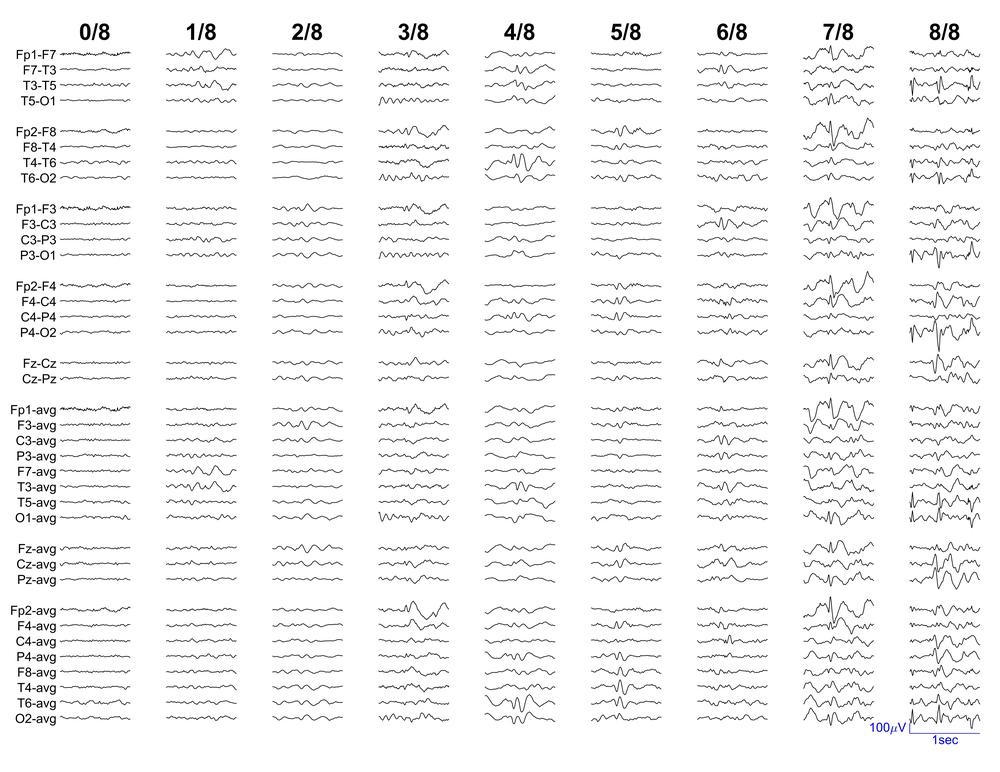 0/8 1/8 2/8 3/8 4/8 5/8 6/8 7/8 8/8
Fp1-F7
F7-T3
T3-T5
T5-O1
Fp2-F8
F8-T4
T4-T6
T6-O2
Fp1-F3
F3-C3
C3-P3
P3-O1
Fp2-F4
F4-C4
C4-P4
P4-O2
Fz-Cz
Cz-Pz
Fp1-avg
F3-avg
C3-avg
P3-avg
F7-avg
T3-avg
T5-avg
O1-avg
Fz-avg
Cz-avg
Pz-avg
Fp2-avg
F4-avg
C4-avg
P4-avg
F8-avg
T4-avg
T6-avg
O2-avg
100μV
1sec